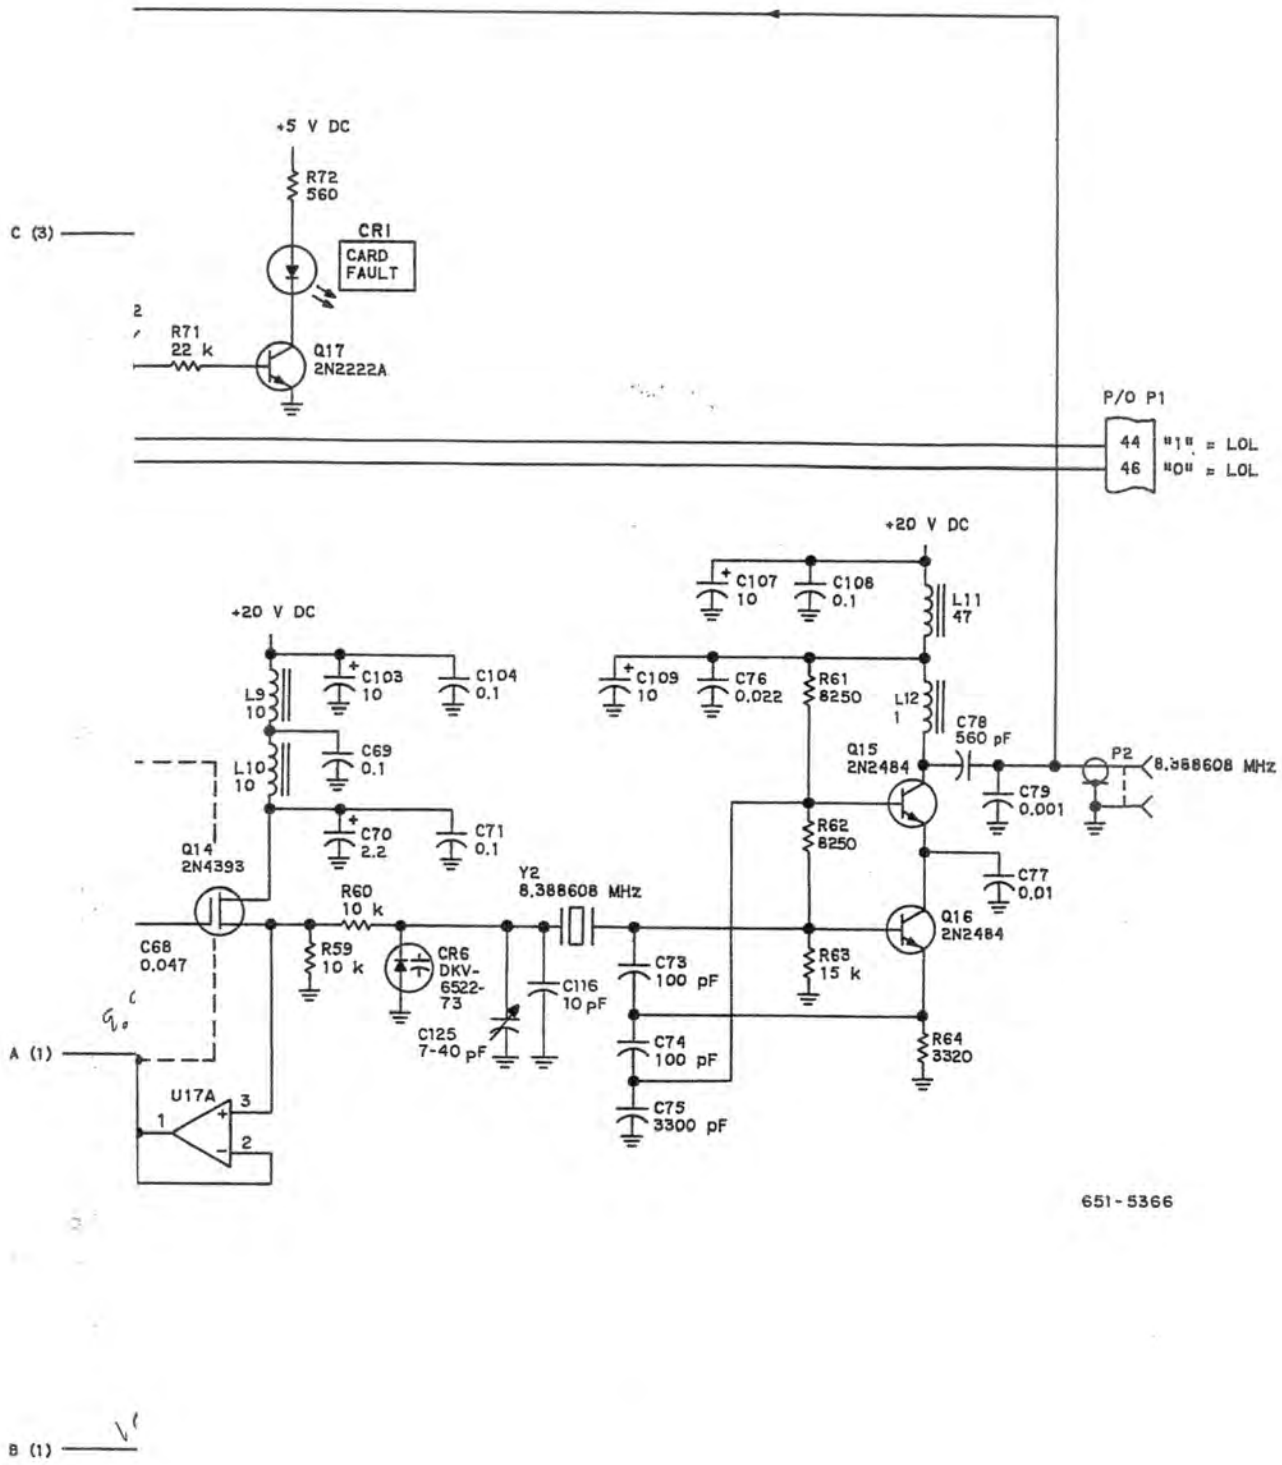 +5 V DC
R72
560
C (3)
CR1
CARD
FAULT
2
R71
22 k
Q17
2N2222A
P/O P1
44 "1" = LOL
46 "0" = LOL
+20 V DC
C107
10
C108
0.1
L11
47
+20 V DC
C103
10
C104
0.1
L9
10
C109
10
C76
0.022
R61
8250
L12
1
C78
560 pF
C69
0.1
L10
10
Q15
2N2484
P2
8.388608 MHz
C79
0.001
C70
2.2
C71
0.1
R62
8250
Q14
2N4393
Y2
8.388608 MHz
C77
0.01
R60
10 k
Q16
2N2484
C68
0.047
R59
10 k
CR6
DKV-
6522-
73
C116
10 pF
C73
100 pF
R63
15 k
C125
7-40 pF
C74
100 pF
R64
3320
A (1)
U17A
1
3
+
2
-
C75
3300 pF
651-5366
B (1)